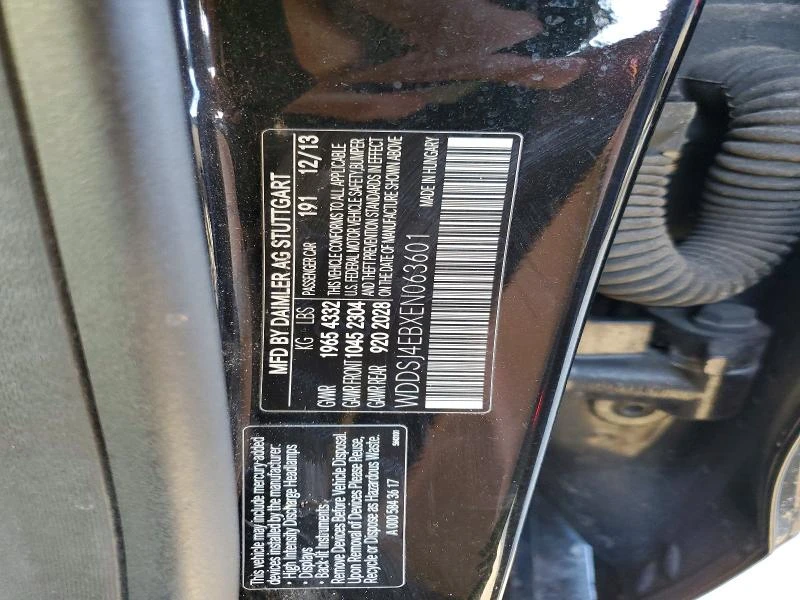 MFD BY DAIMLER AG STUTTGART
KG LBS PASSENGER CAR 191 12/13
GVWR 1965 4332 THIS VEHICLE CONFORMS TO ALL APPLICABLE
GAWR FRONT 1045 2304 U.S. FEDERAL MOTOR VEHICLE SAFETY, BUMPER
GAWR REAR 920 2028 AND THEFT PREVENTION STANDARDS IN EFFECT
ON THE DATE OF MANUFACTURE SHOWN ABOVE
WDDSJ4EBXEN063601 MADE IN HUNGARY
This vehicle may include mercury-added
devices installed by the manufacturer:
• High Intensity Discharge Headlamps
• Displays
• Back-lit Instruments
Remove Devices Before Vehicle Disposal.
Upon Removal of Devices Please Reuse,
Recycle or Dispose as Hazardous Waste.
A 000 584 36 17